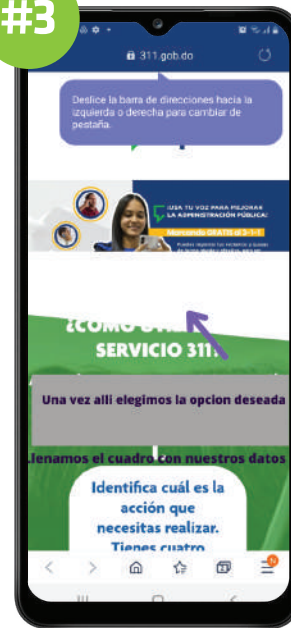 #3
311.gob.do
Deslice la barra de direcciones hacia la
izquierda o derecha para cambiar de
pestaña.
¡USA TU VOZ PARA MEJORAR
LA ADMINISTRACIÓN PÚBLICA!
Marcando GRATIS al 3-1-1
¿CÓMO
SERVICIO 311?
Una vez alli elegimos la opcion deseada
Llenamos el cuadro con nuestros datos
Identifica cuál es la
acción que
necesitas realizar.
Tienes cuatro